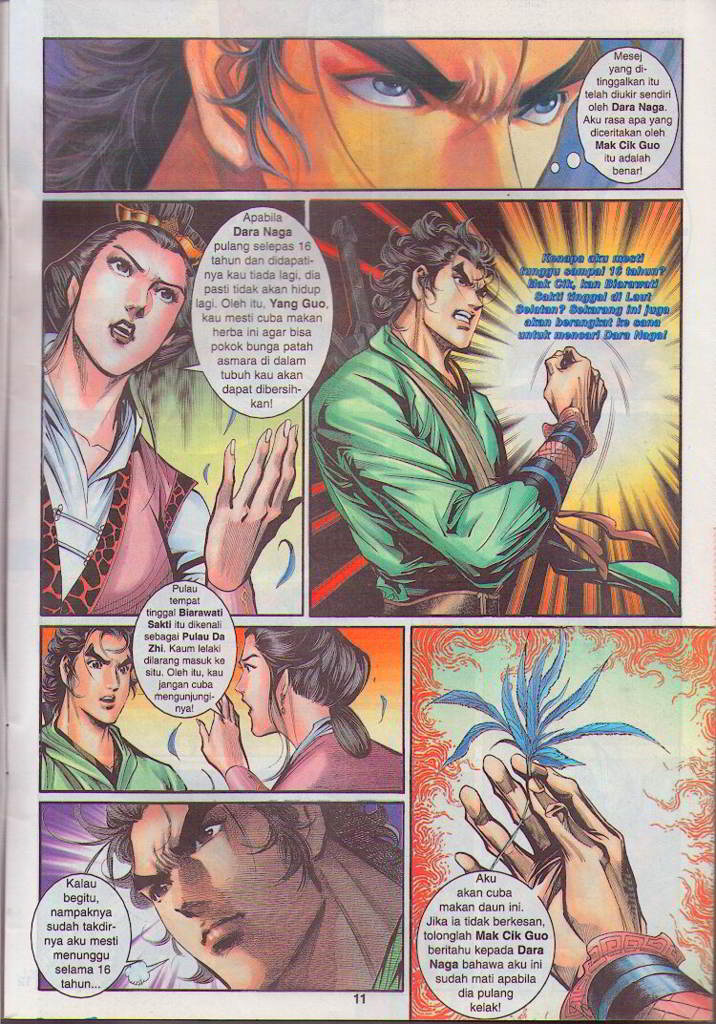 Mesej
yang di-
tinggalkan itu
telah diukir sendiri
oleh Dara Naga.
Aku rasa apa yang
diceritakan oleh
Mak Cik Guo
itu adalah
benar!
Apabila
Dara Naga
pulang selepas 16
tahun dan didapati-
nya kau tiada lagi, dia
pasti tidak akan hidup
lagi. Oleh itu, Yang Guo,
kau mesti cuba makan
herba ini agar bisa
pokok bunga patah
asmara di dalam
tubuh kau akan
dapat dibersih-
kan!
Kenapa aku mesti
tunggu sampai 16 tahun?
Mak Cik, kan Biarawati
Sakti tinggal di Laut
Selatan? Sekarang ini juga
akan berangkat ke sana
untuk mencari Dara Naga!
Pulau
tempat
tinggal Biarawati
Sakti itu dikenali
sebagai Pulau Da
Zhi. Kaum lelaki
dilarang masuk ke
situ. Oleh itu, kau
jangan cuba
mengunjungi-
nya!
Kalau
begitu,
nampaknya
sudah takdir-
nya aku mesti
menunggu
selama 16
tahun...
Aku
akan cuba
makan daun ini.
Jika ia tidak berkesan,
tolonglah Mak Cik Guo
beritahu kepada Dara
Naga bahawa aku ini
sudah mati apabila
dia pulang
kelak!
11